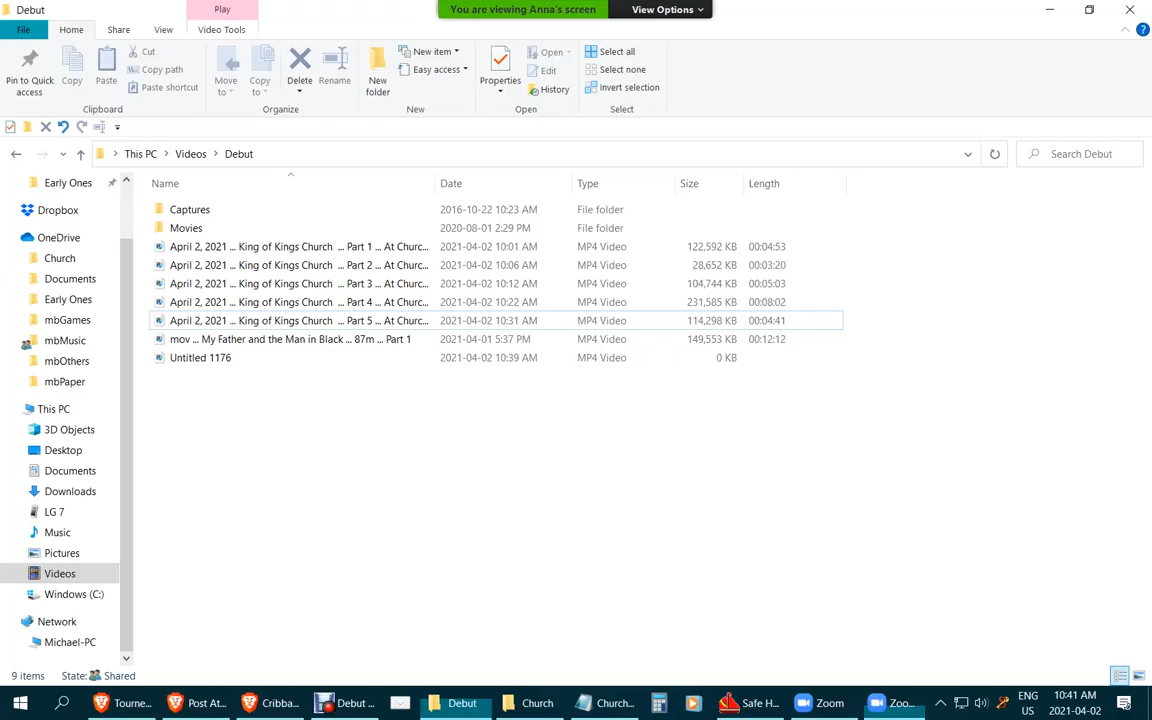 Debut
Play
You are viewing Anna's screen
View Options
File
Home
Share
View
Video Tools
Pin to Quick access
Copy
Paste
Cut
Copy path
Paste shortcut
Clipboard
Move to
Copy to
Delete
Rename
Organize
New folder
New item
Easy access
New
Properties
Open
Edit
History
Open
Select all
Select none
Invert selection
Select
This PC > Videos > Debut
Search Debut
Name Date Type Size Length
Captures 2016-10-22 10:23 AM File folder
Movies 2020-08-01 2:29 PM File folder
April 2, 2021 ... King of Kings Church ... Part 1 ... At Churc... 2021-04-02 10:01 AM MP4 Video 122,592 KB 00:04:53
April 2, 2021 ... King of Kings Church ... Part 2 ... At Churc... 2021-04-02 10:06 AM MP4 Video 28,652 KB 00:03:20
April 2, 2021 ... King of Kings Church ... Part 3 ... At Churc... 2021-04-02 10:12 AM MP4 Video 104,744 KB 00:05:03
April 2, 2021 ... King of Kings Church ... Part 4 ... At Churc... 2021-04-02 10:22 AM MP4 Video 231,585 KB 00:08:02
April 2, 2021 ... King of Kings Church ... Part 5 ... At Churc... 2021-04-02 10:31 AM MP4 Video 114,298 KB 00:04:41
mov ... My Father and the Man in Black ... 87m ... Part 1 2021-04-01 5:37 PM MP4 Video 149,553 KB 00:12:12
Untitled 1176 2021-04-02 10:39 AM MP4 Video 0 KB
Early Ones
Dropbox
OneDrive
Church
Documents
Early Ones
mbGames
mbMusic
mbOthers
mbPaper
This PC
3D Objects
Desktop
Documents
Downloads
LG 7
Music
Pictures
Videos
Windows (C:)
Network
Michael-PC
9 items State: Shared
Tourne...
Post At...
Cribba...
Debut ...
Debut
Church
Church...
Safe H...
Zoom
Zoo...
ENG
US
10:41 AM
2021-04-02